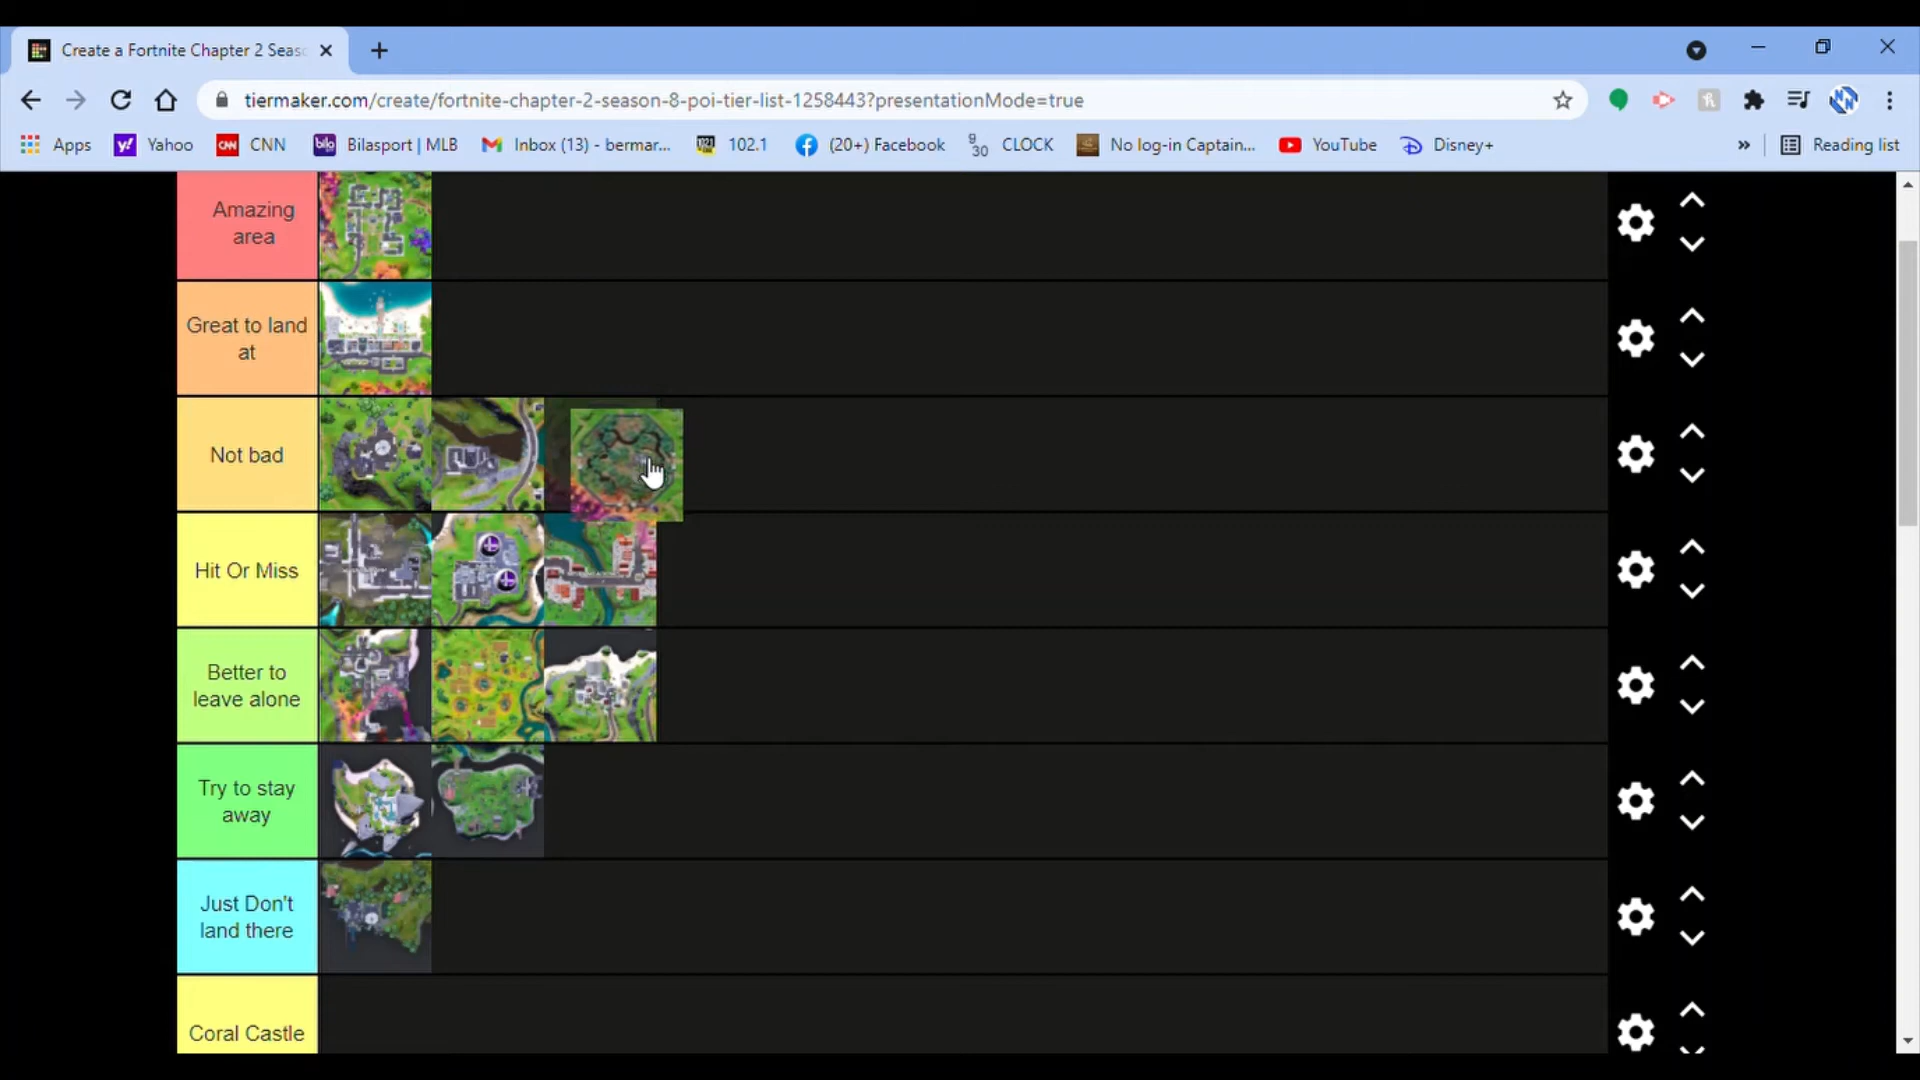 Create a Fortnite Chapter 2 Seas
tiermaker.com/create/fortnite-chapter-2-season-8-poi-tier-list-1258443?presentationMode=true
Apps Yahoo CNN Bilasport | MLB Inbox (13) - bermar... 102.1 (20+) Facebook CLOCK No log-in Captain... YouTube Disney+ » Reading list
Amazing
area
Great to land
at
Not bad
Hit Or Miss
Better to
leave alone
Try to stay
away
Just Don't
land there
Coral Castle